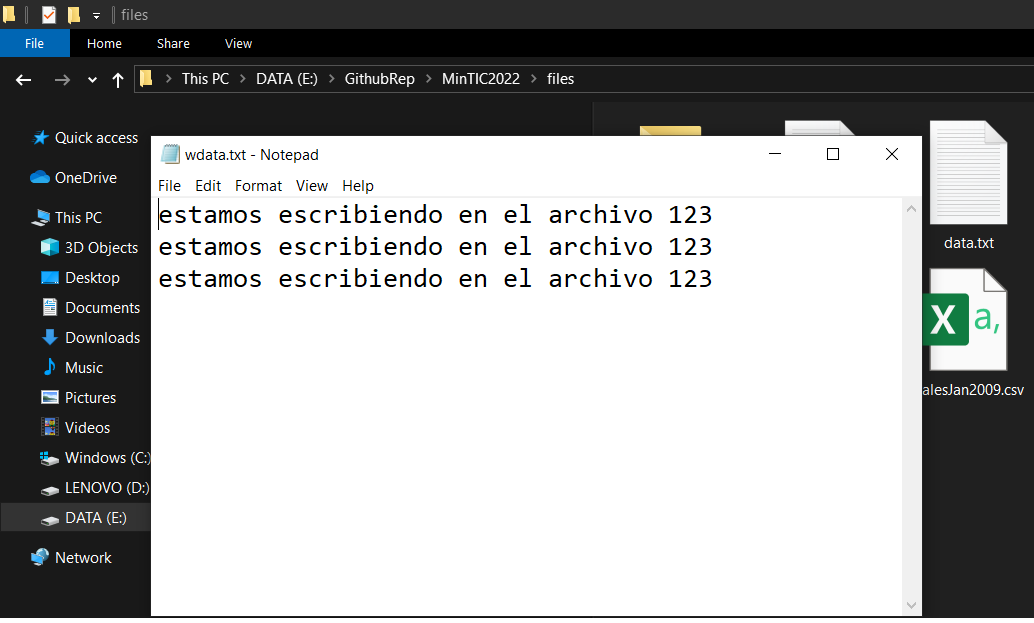 files
File Home Share View
This PC DATA (E:) GithubRep MinTIC2022 files
Quick access
OneDrive
This PC
3D Objects
Desktop
Documents
Downloads
Music
Pictures
Videos
Windows (C:)
LENOVO (D:)
DATA (E:)
Network
wdata.txt - Notepad
File Edit Format View Help
estamos escribiendo en el archivo 123
estamos escribiendo en el archivo 123
estamos escribiendo en el archivo 123
data.txt
X a,
alesJan2009.csv